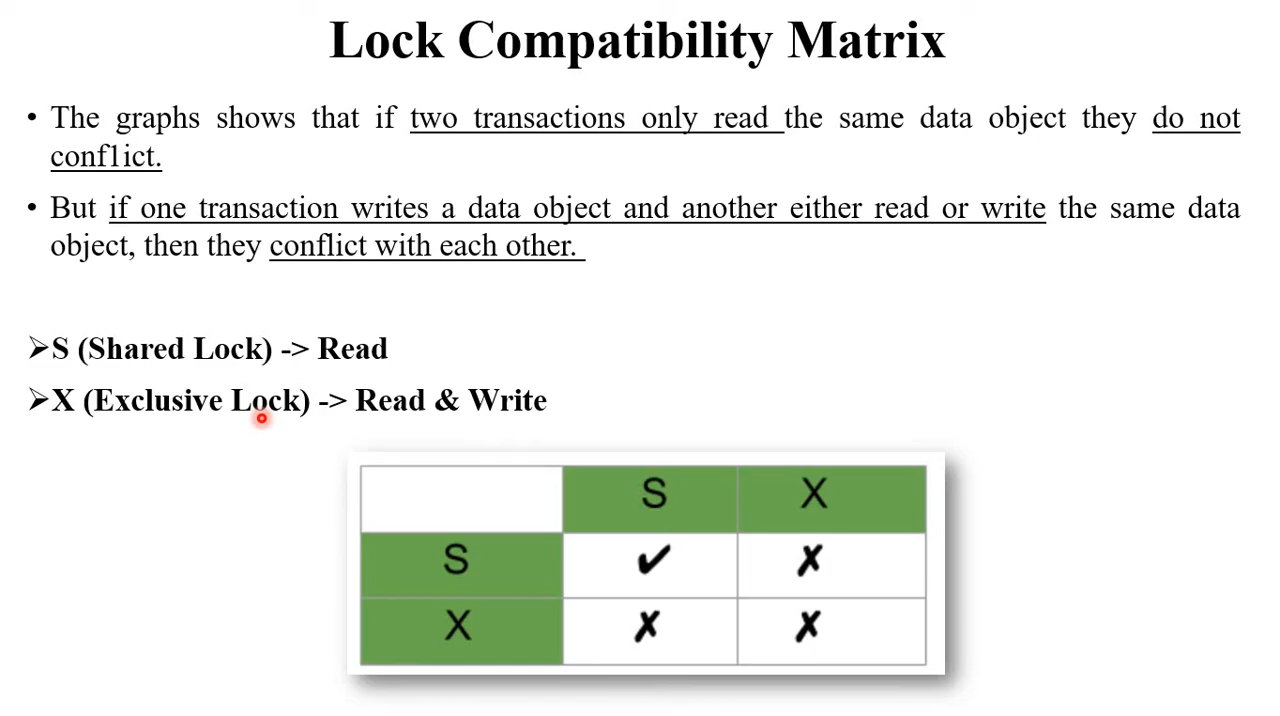 Lock Compatibility Matrix
• The graphs shows that if two transactions only read the same data object they do not
conflict.
• But if one transaction writes a data object and another either read or write the same data
object, then they conflict with each other.
➢S (Shared Lock) -> Read
➢X (Exclusive Lock) -> Read & Write
S X
S ✔ ✗
X ✗ ✗